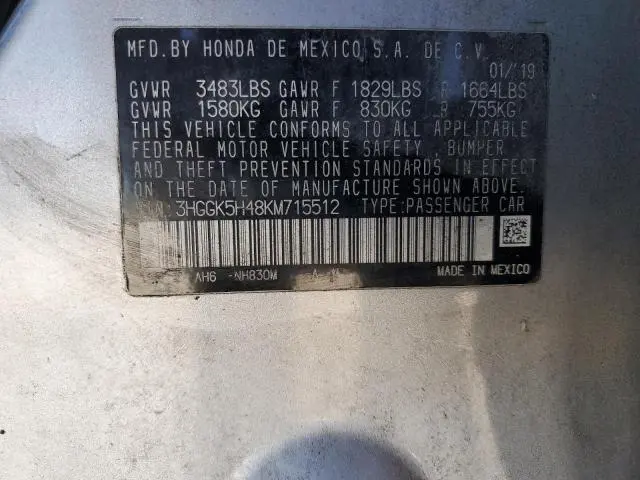 MFD. BY HONDA DE MEXICO, S.A. DE C.V.
01/'19
GVWR 3483LBS GAWR F 1829LBS R 1664LBS
GVWR 1580KG GAWR F 830KG R 755KG
THIS VEHICLE CONFORMS TO ALL APPLICABLE
FEDERAL MOTOR VEHICLE SAFETY, BUMPER
AND THEFT PREVENTION STANDARDS IN EFFECT
ON THE DATE OF MANUFACTURE SHOWN ABOVE.
3HGGK5H48KM715512 TYPE:PASSENGER CAR
AH6 -NH830M A
MADE IN MEXICO